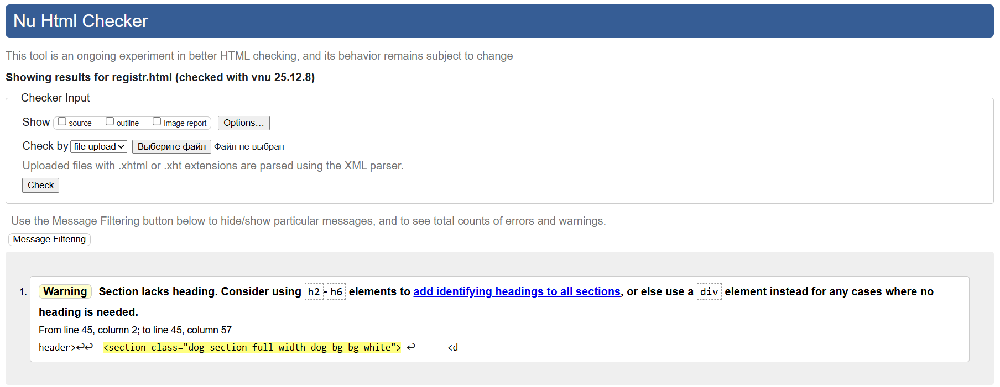 Nu Html Checker
This tool is an ongoing experiment in better HTML checking, and its behavior remains subject to change
Showing results for registr.html (checked with vnu 25.12.8)
Checker Input
Show source outline image report Options…
Check by file upload Выберите файл Файл не выбран
Uploaded files with .xhtml or .xht extensions are parsed using the XML parser.
Check
Use the Message Filtering button below to hide/show particular messages, and to see total counts of errors and warnings.
Message Filtering
1. Warning Section lacks heading. Consider using h2-h6 elements to add identifying headings to all sections, or else use a div element instead for any cases where no
heading is needed.
From line 45, column 2; to line 45, column 57
header>↩↩ <section class="dog-section full-width-dog-bg bg-white"> ↩ <d